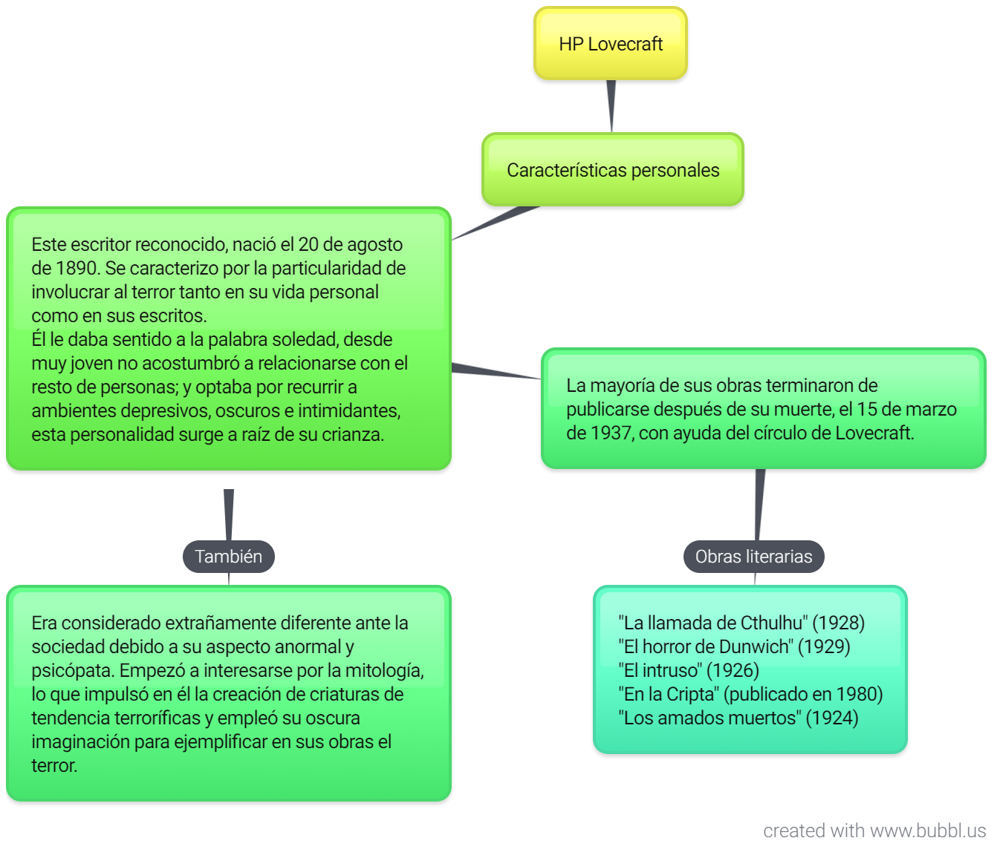 HP Lovecraft
Características personales
Este escritor reconocido, nació el 20 de agosto
de 1890. Se caracterizo por la particularidad de
involucrar al terror tanto en su vida personal
como en sus escritos.
Él le daba sentido a la palabra soledad, desde
muy joven no acostumbró a relacionarse con el
resto de personas; y optaba por recurrir a
ambientes depresivos, oscuros e intimidantes,
esta personalidad surge a raíz de su crianza.
La mayoría de sus obras terminaron de
publicarse después de su muerte, el 15 de marzo
de 1937, con ayuda del círculo de Lovecraft.
También
Era considerado extrañamente diferente ante la
sociedad debido a su aspecto anormal y
psicópata. Empezó a interesarse por la mitología,
lo que impulsó en él la creación de criaturas de
tendencia terroríficas y empleó su oscura
imaginación para ejemplificar en sus obras el
terror.
Obras literarias
"La llamada de Cthulhu" (1928)
"El horror de Dunwich" (1929)
"El intruso" (1926)
"En la Cripta" (publicado en 1980)
"Los amados muertos" (1924)
created with www.bubbl.us